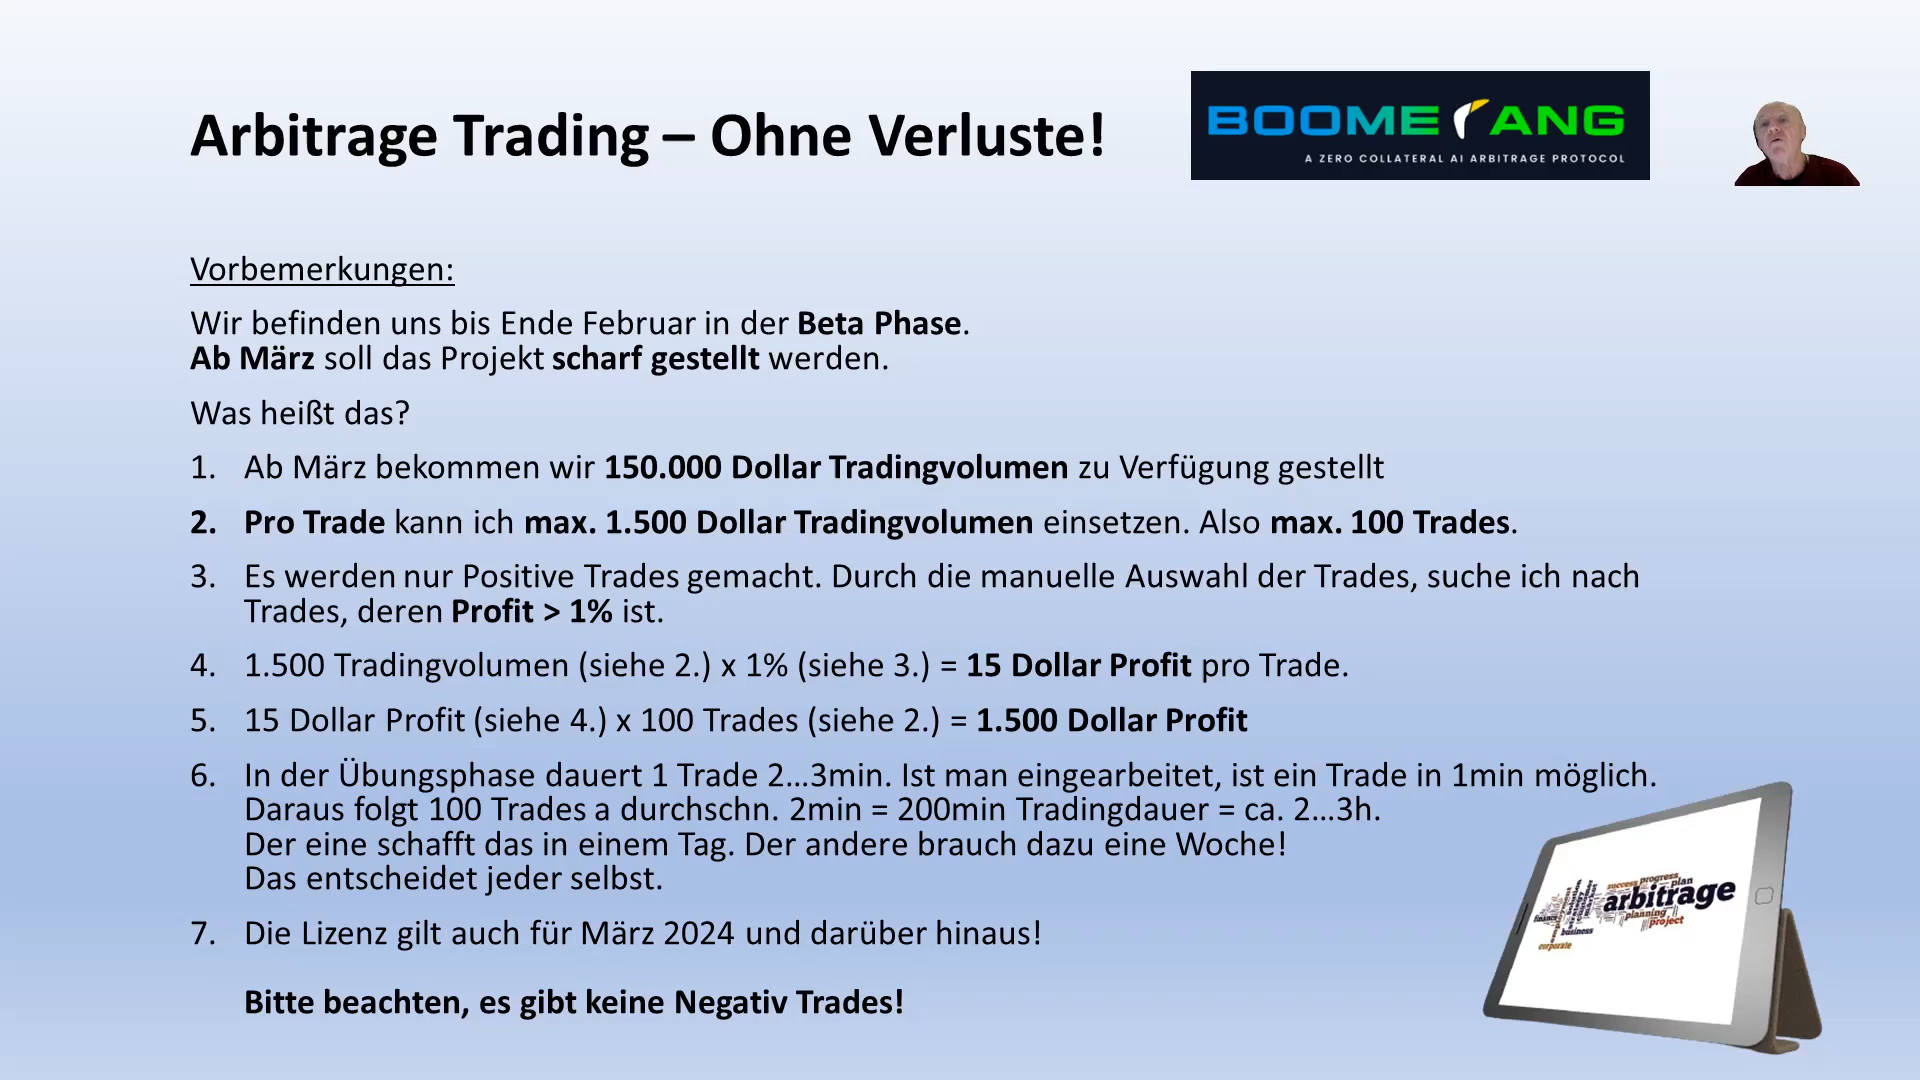 Arbitrage Trading – Ohne Verluste!
BOOMERANG
A ZERO COLLATERAL AI ARBITRAGE PROTOCOL
Vorbemerkungen:
Wir befinden uns bis Ende Februar in der Beta Phase.
Ab März soll das Projekt scharf gestellt werden.
Was heißt das?
1. Ab März bekommen wir 150.000 Dollar Tradingvolumen zu Verfügung gestellt
2. Pro Trade kann ich max. 1.500 Dollar Tradingvolumen einsetzen. Also max. 100 Trades.
3. Es werden nur Positive Trades gemacht. Durch die manuelle Auswahl der Trades, suche ich nach
Trades, deren Profit > 1% ist.
4. 1.500 Tradingvolumen (siehe 2.) x 1% (siehe 3.) = 15 Dollar Profit pro Trade.
5. 15 Dollar Profit (siehe 4.) x 100 Trades (siehe 2.) = 1.500 Dollar Profit
6. In der Übungsphase dauert 1 Trade 2…3min. Ist man eingearbeitet, ist ein Trade in 1min möglich.
Daraus folgt 100 Trades a durchschn. 2min = 200min Tradingdauer = ca. 2…3h.
Der eine schafft das in einem Tag. Der andere brauch dazu eine Woche!
Das entscheidet jeder selbst.
7. Die Lizenz gilt auch für März 2024 und darüber hinaus!
Bitte beachten, es gibt keine Negativ Trades!
success progress plan
arbitrage
finance
planning
project
business
corporate